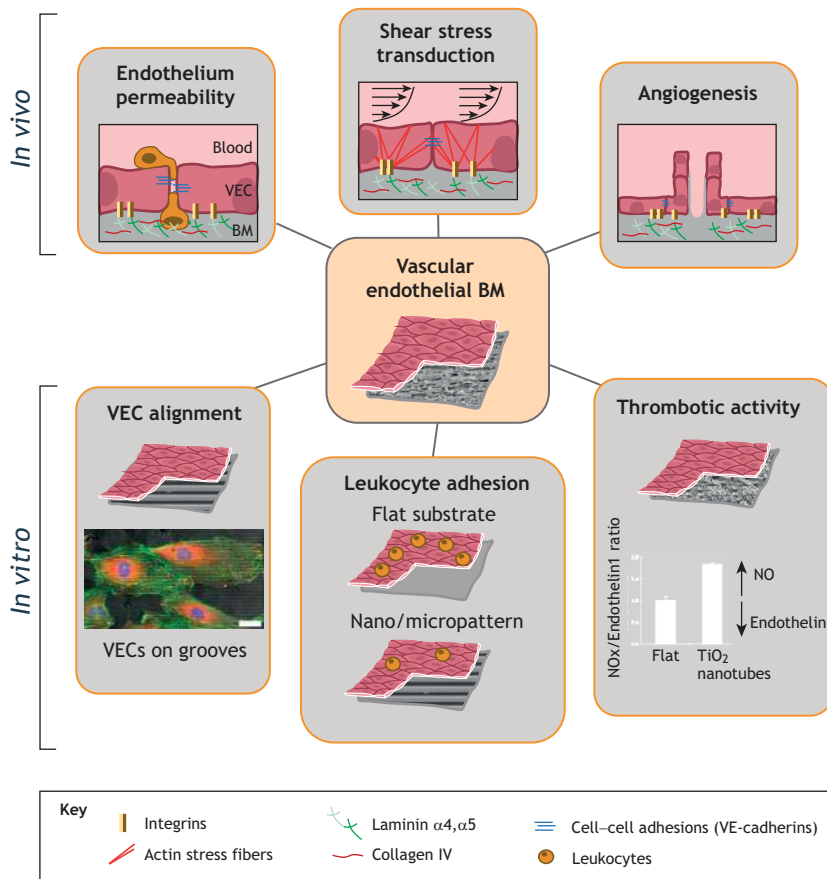 In vivo
Endothelium
permeability
Blood
VEC
BM
Shear stress
transduction
Angiogenesis
Vascular
endothelial BM
In vitro
VEC alignment
VECs on grooves
Leukocyte adhesion
Flat substrate
Nano/micropattern
Thrombotic activity
NOx/Endothelin1 ratio
NO
Endothelin
Flat
TiO₂
nanotubes
Key
Integrins
Actin stress fibers
Laminin α4,α5
Collagen IV
Cell–cell adhesions (VE-cadherins)
Leukocytes